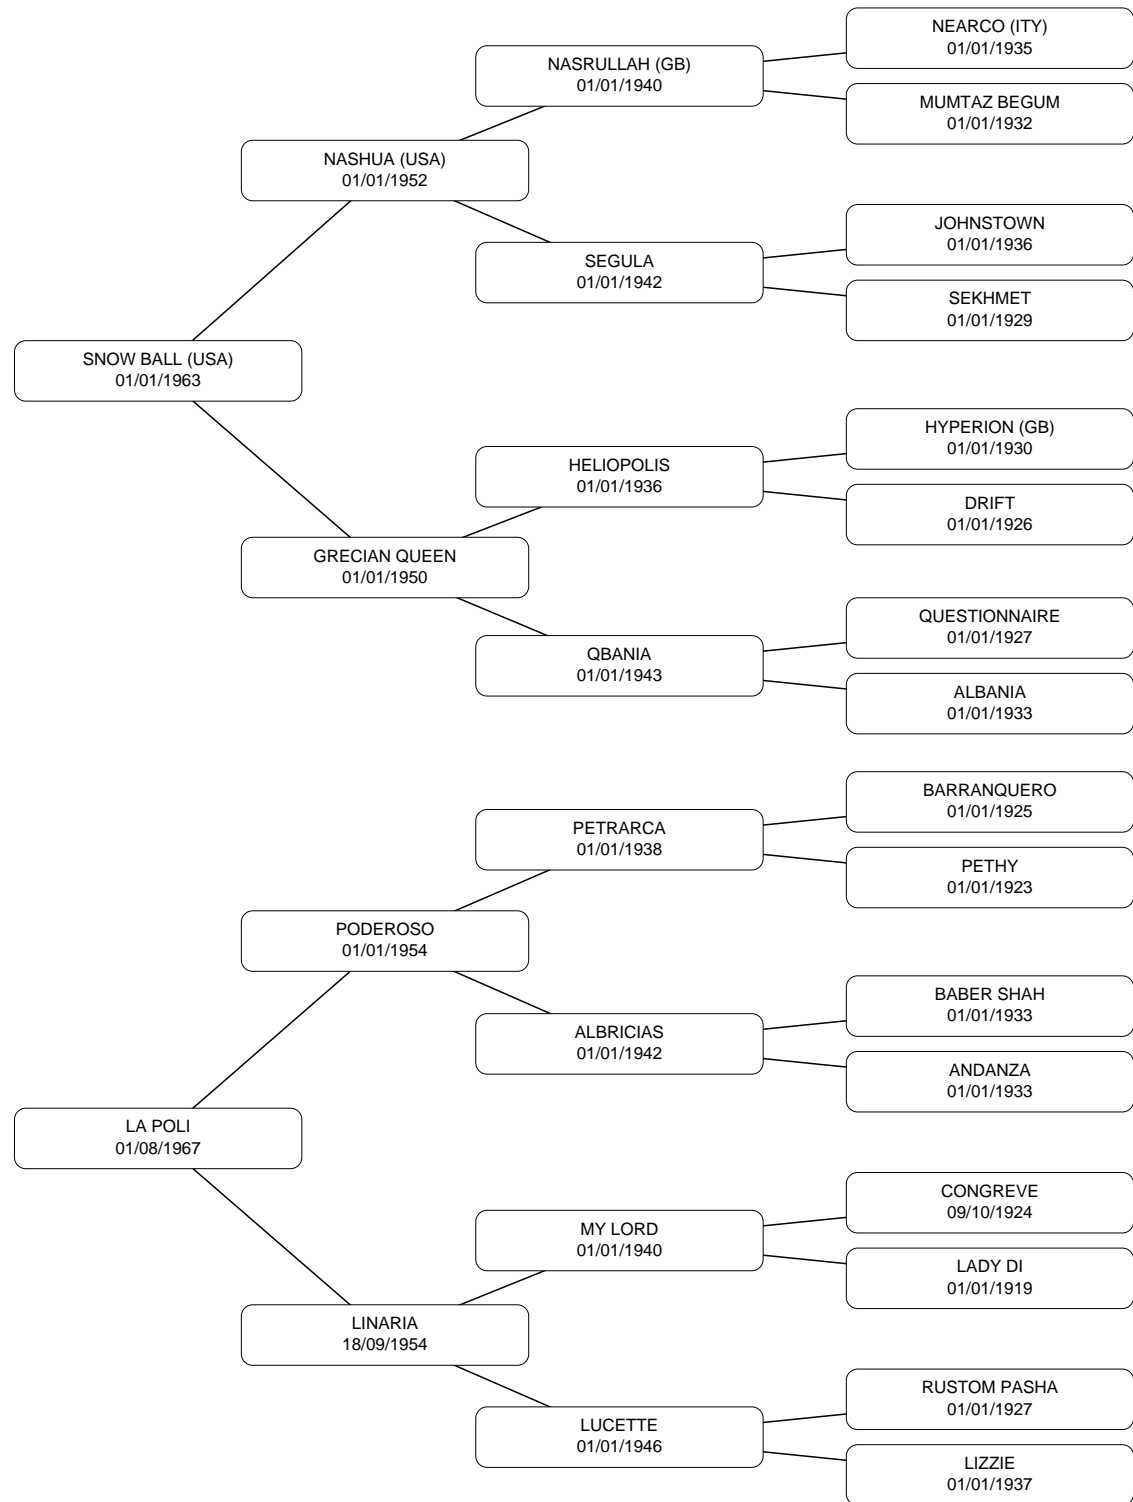 NEARCO (ITY)
01/01/1935
NASRULLAH (GB)
01/01/1940
MUMTAZ BEGUM
01/01/1932
NASHUA (USA)
01/01/1952
JOHNSTOWN
01/01/1936
SEGULA
01/01/1942
SEKHMET
01/01/1929
SNOW BALL (USA)
01/01/1963
HYPERION (GB)
01/01/1930
HELIOPOLIS
01/01/1936
DRIFT
01/01/1926
GRECIAN QUEEN
01/01/1950
QUESTIONNAIRE
01/01/1927
QBANIA
01/01/1943
ALBANIA
01/01/1933
BARRANQUERO
01/01/1925
PETRARCA
01/01/1938
PETHY
01/01/1923
PODEROSO
01/01/1954
BABER SHAH
01/01/1933
ALBRICIAS
01/01/1942
ANDANZA
01/01/1933
LA POLI
01/08/1967
CONGREVE
09/10/1924
MY LORD
01/01/1940
LADY DI
01/01/1919
LINARIA
18/09/1954
RUSTOM PASHA
01/01/1927
LUCETTE
01/01/1946
LIZZIE
01/01/1937